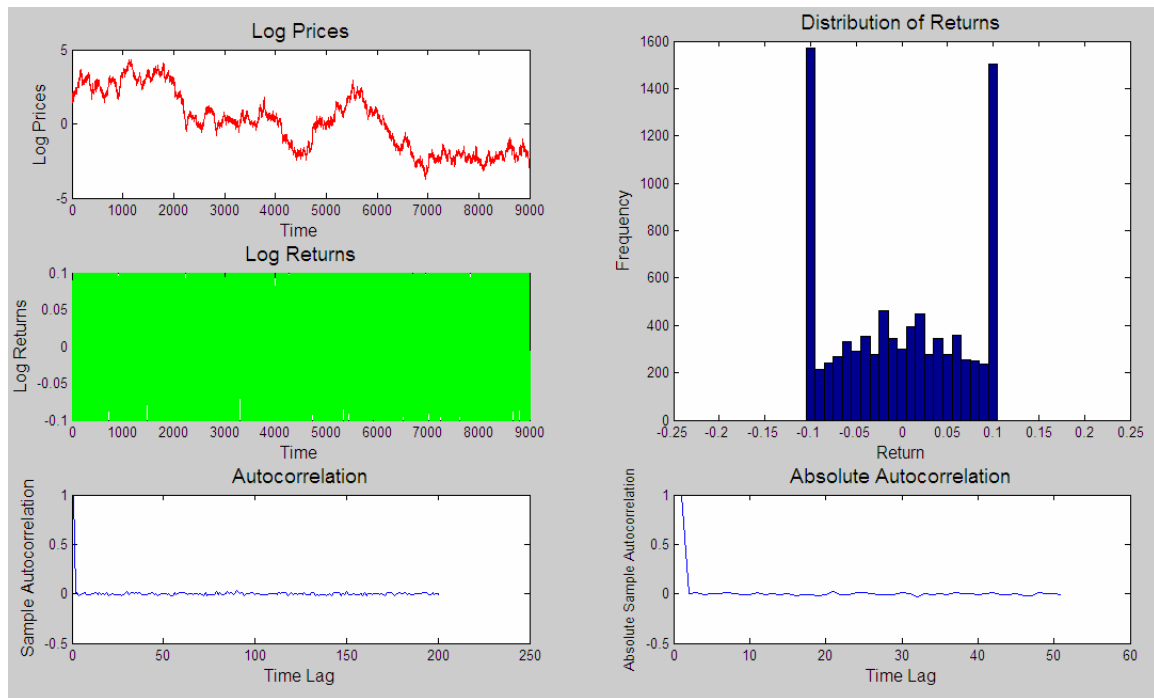 Log Prices
5
0
-5
Log Prices
0 1000 2000 3000 4000 5000 6000 7000 8000 9000
Time
Log Returns
0.1
0.05
0
-0.05
-0.1
Log Returns
0 1000 2000 3000 4000 5000 6000 7000 8000 9000
Time
Autocorrelation
1
0.5
0
-0.5
Sample Autocorrelation
0 50 100 150 200 250
Time Lag
Distribution of Returns
1600
1400
1200
1000
800
600
400
200
0
Frequency
-0.25 -0.2 -0.15 -0.1 -0.05 0 0.05 0.1 0.15 0.2 0.25
Return
Absolute Autocorrelation
1
0.5
0
-0.5
Absolute Sample Autocorrelation
0 10 20 30 40 50 60
Time Lag